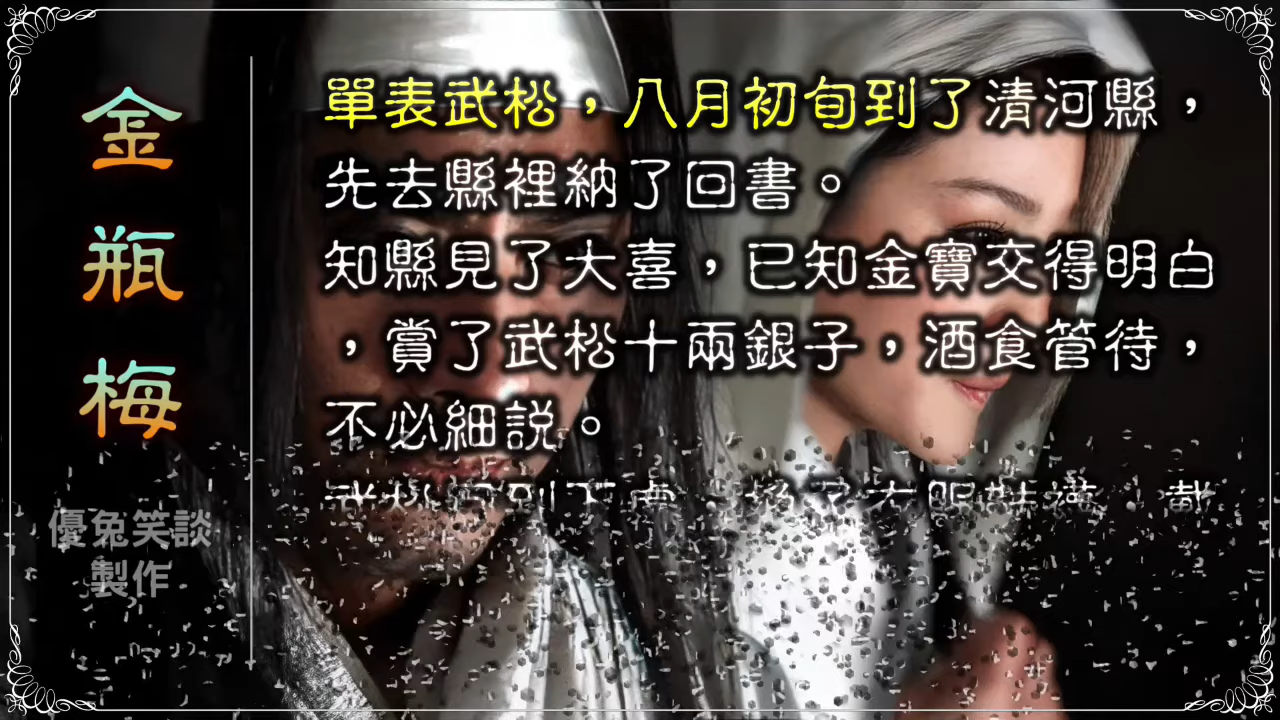 金瓶梅
單表武松，八月初旬到了清河縣，
先去縣裡納了回書。
知縣見了大喜，已知金寶交得明白
，賞了武松十兩銀子，酒食管待，
不必細説。
優兔笑談
製作